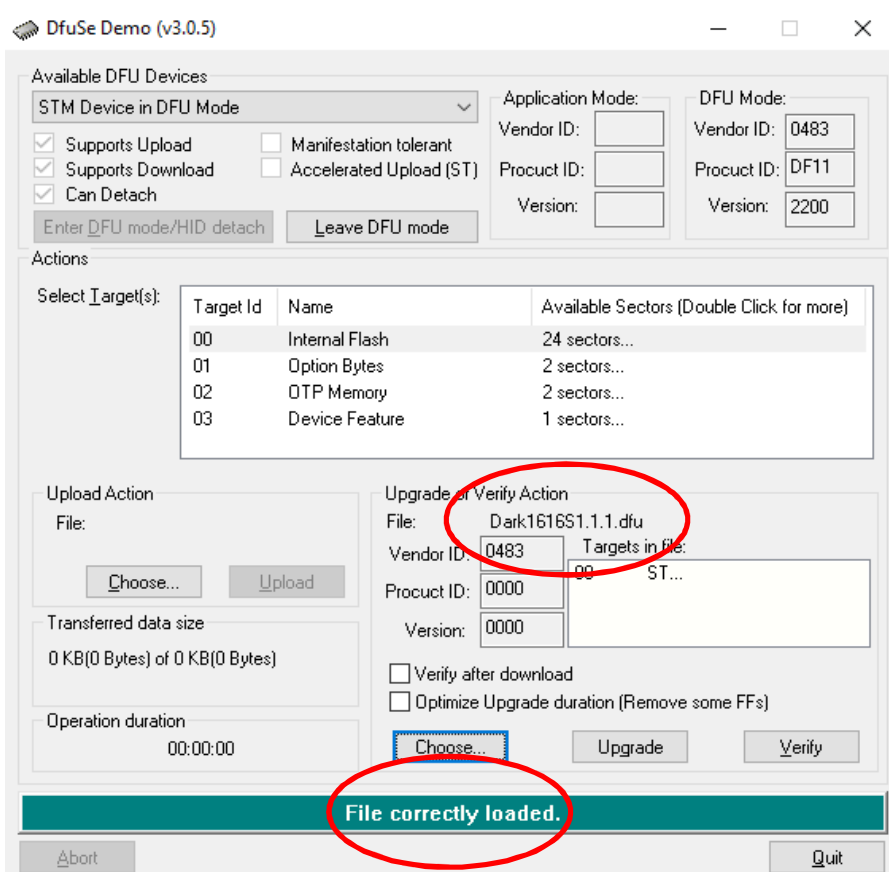 DfuSe Demo (v3.0.5)
Available DFU Devices
STM Device in DFU Mode
Supports Upload
Manifestation tolerant
Supports Download
Accelerated Upload (ST)
Can Detach
Enter DFU mode/HID detach
Leave DFU mode
Application Mode:
Vendor ID:
Procuct ID:
Version:
DFU Mode:
Vendor ID: 0483
Procuct ID: DF11
Version: 2200
Actions
Select Target(s):
Target Id Name Available Sectors (Double Click for more)
00 Internal Flash 24 sectors...
01 Option Bytes 2 sectors...
02 OTP Memory 2 sectors...
03 Device Feature 1 sectors...
Upload Action
File:
Choose... Upload
Transferred data size
0 KB(0 Bytes) of 0 KB(0 Bytes)
Operation duration
00:00:00
Upgrade or Verify Action
File: Dark1616S1.1.1.dfu
Vendor ID: 0483
Procuct ID: 0000
Version: 0000
Targets in file:
00 ST...
Verify after download
Optimize Upgrade duration (Remove some FFs)
Choose... Upgrade Verify
File correctly loaded.
Abort Quit